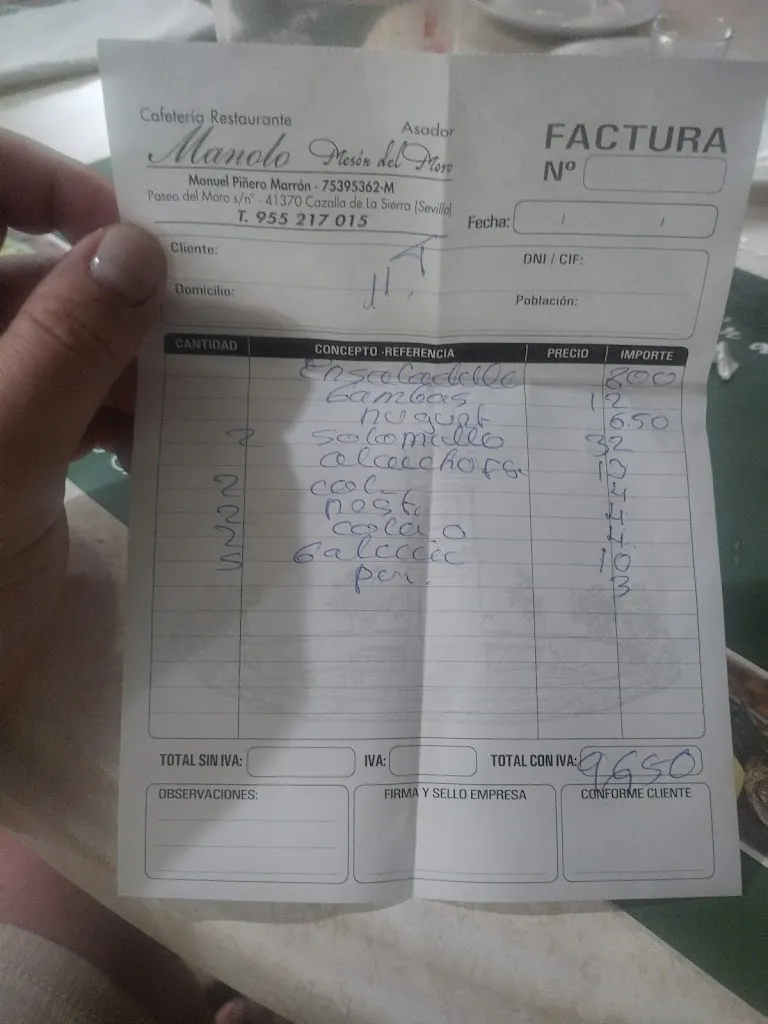 Cafetería Restaurante
Asador
Manolo Mesón del Moro
Manuel Piñero Marrón · 75395362-M
Paseo del Moro s/nº · 41370 Cazalla de La Sierra (Sevilla)
T. 955 217 015
FACTURA
Nº
Fecha: / /
Cliente:
DNI / CIF:
Domicilio:
Población:
CANTIDAD CONCEPTO -REFERENCIA PRECIO IMPORTE
800
Gambas 12
6.50
2 solomillo 32
13
2 col 4
2 4
2 4
5 10
3
TOTAL SIN IVA: IVA: TOTAL CON IVA: 9650
OBSERVACIONES: FIRMA Y SELLO EMPRESA CONFORME CLIENTE